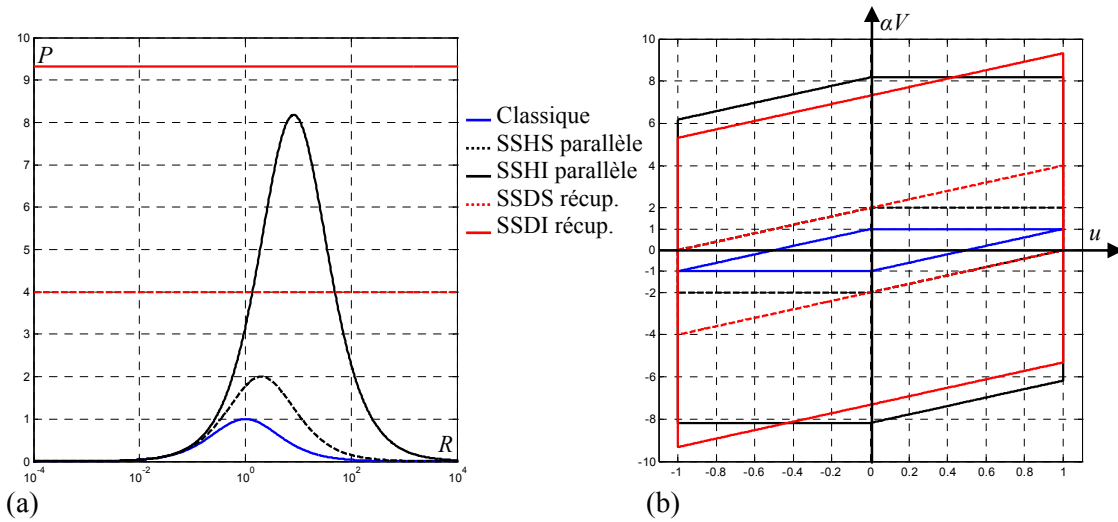 P
10
9
8
7
6
5
4
3
2
1
0
10^-4
10^-2
10^0
10^2
10^4
R
(a)
Classique
SSHS parallèle
SSHI parallèle
SSDS récup.
SSDI récup.
αV
10
8
6
4
2
1
0
-1
-2
-4
-6
-8
-10
-1 -0.8 -0.6 -0.4 -0.2 0 0.2 0.4 0.6 0.8 1
u
(b)